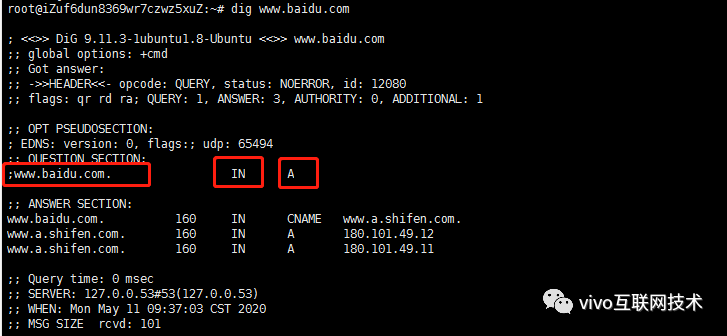 root@iZuf6dun8369wr7czwz5xuZ:~# dig www.baidu.com
; <<>> DiG 9.11.3-1ubuntu1.8-Ubuntu <<>> www.baidu.com
;; global options: +cmd
;; Got answer:
;; ->>HEADER<<- opcode: QUERY, status: NOERROR, id: 12080
;; flags: qr rd ra; QUERY: 1, ANSWER: 3, AUTHORITY: 0, ADDITIONAL: 1
;; OPT PSEUDOSECTION:
; EDNS: version: 0, flags:; udp: 65494
;; QUESTION SECTION:
;www.baidu.com. IN A
;; ANSWER SECTION:
www.baidu.com. 160 IN CNAME www.a.shifen.com.
www.a.shifen.com. 160 IN A 180.101.49.12
www.a.shifen.com. 160 IN A 180.101.49.11
;; Query time: 0 msec
;; SERVER: 127.0.0.53#53(127.0.0.53)
;; WHEN: Mon May 11 09:37:03 CST 2020
;; MSG SIZE rcvd: 101
vivo互联网技术